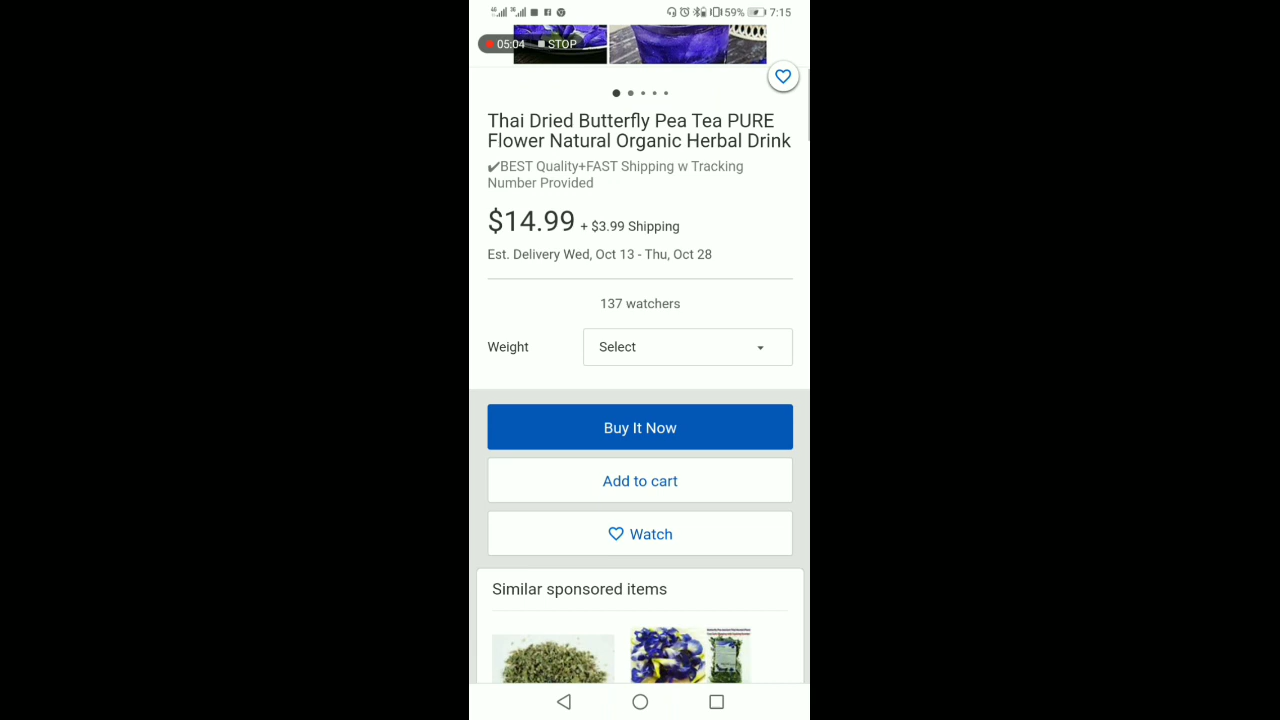 59% 7:15
05:04 STOP
Thai Dried Butterfly Pea Tea PURE
Flower Natural Organic Herbal Drink
✔BEST Quality+FAST Shipping w Tracking
Number Provided
$14.99 + $3.99 Shipping
Est. Delivery Wed, Oct 13 - Thu, Oct 28
137 watchers
Weight Select
Buy It Now
Add to cart
Watch
Similar sponsored items